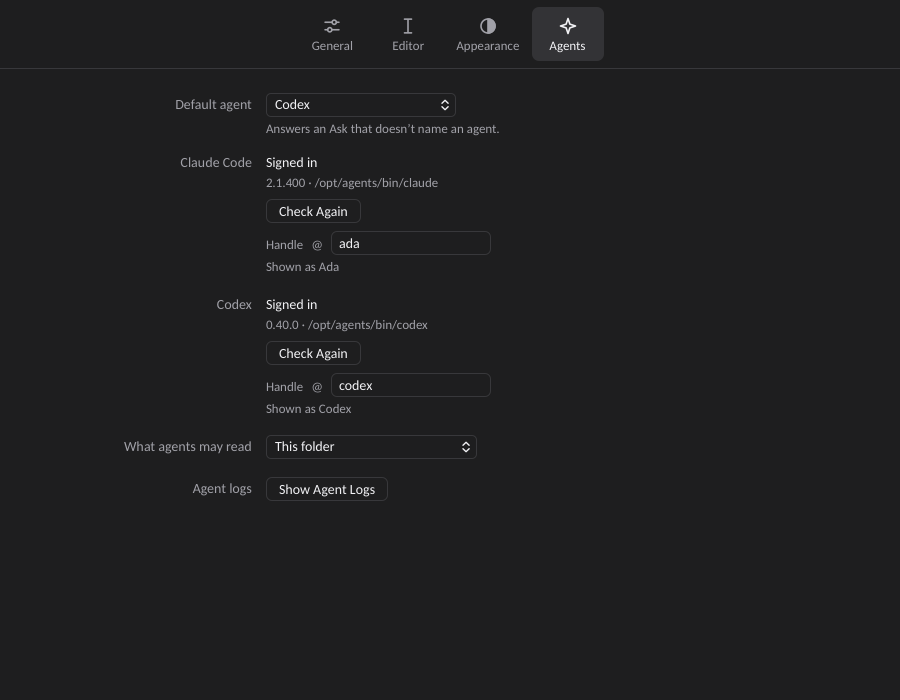 General
Editor
Appearance
Agents
Default agent
Codex
Answers an Ask that doesn't name an agent.
Claude Code
Signed in
2.1.400 · /opt/agents/bin/claude
Check Again
Handle @ ada
Shown as Ada
Codex
Signed in
0.40.0 · /opt/agents/bin/codex
Check Again
Handle @ codex
Shown as Codex
What agents may read
This folder
Agent logs
Show Agent Logs